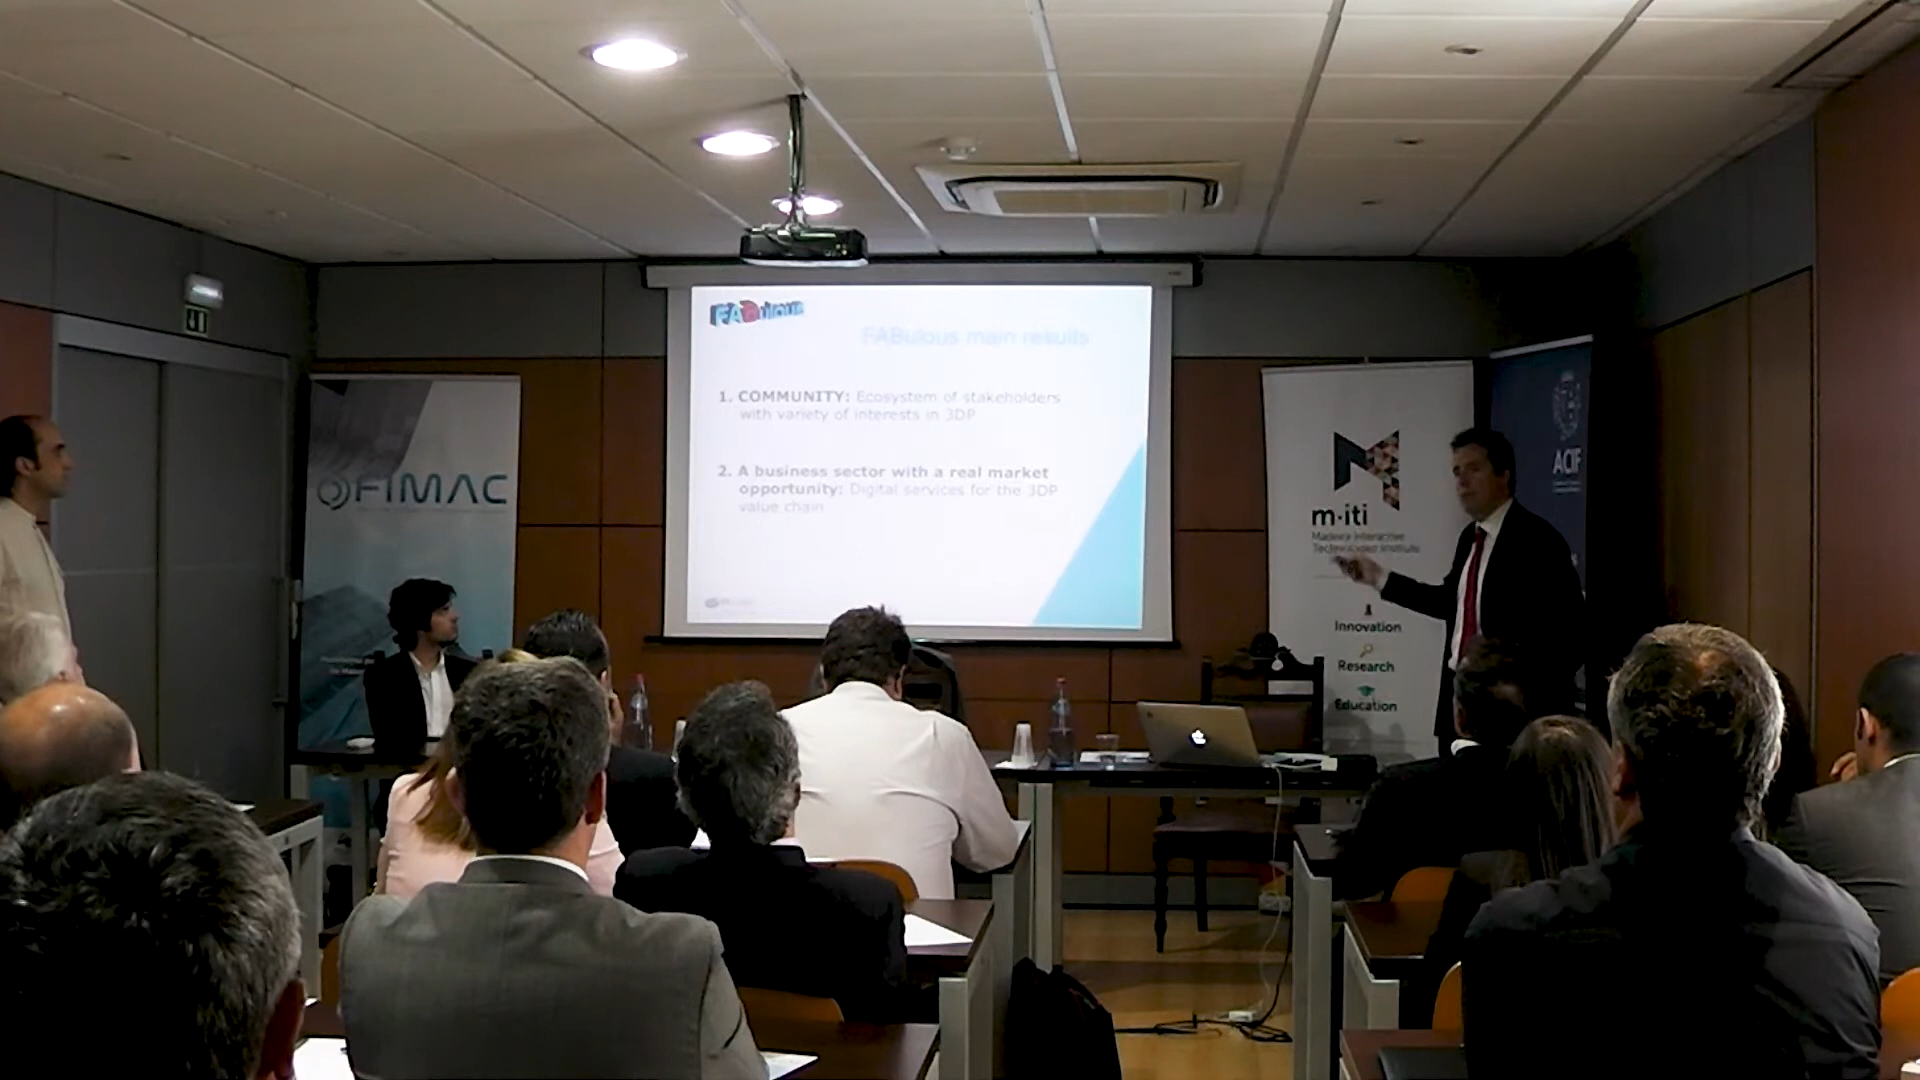 FABulous
FABulous main results
1. COMMUNITY: Ecosystem of stakeholders
with variety of interests in 3DP
2. A business sector with a real market
opportunity: Digital services for the 3DP
value chain
FIMAC
m·iti
Madeira Interactive
Technologies Institute
Innovation
Research
Education
ACIF